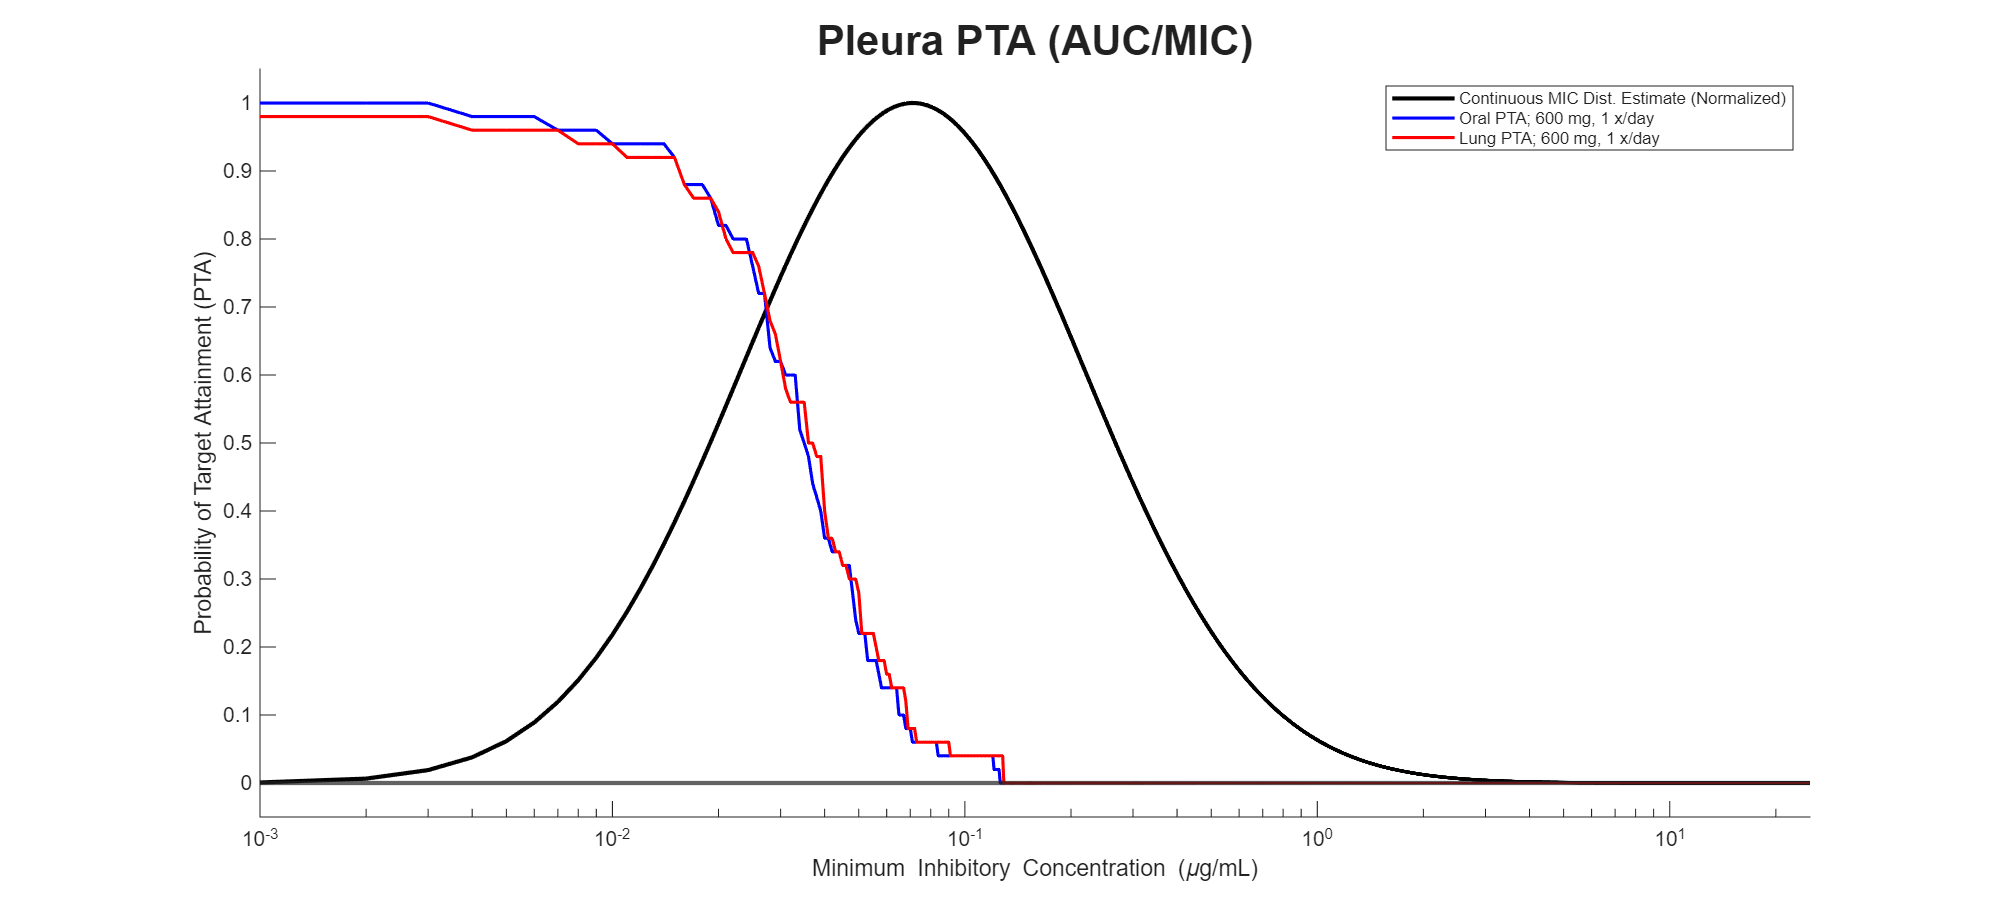 Pleura PTA (AUC/MIC)
Continuous MIC Dist. Estimate (Normalized)
Oral PTA; 600 mg, 1 x/day
Lung PTA; 600 mg, 1 x/day
Probability of Target Attainment (PTA)
1
0.9
0.8
0.7
0.6
0.5
0.4
0.3
0.2
0.1
0
10⁻³ 10⁻² 10⁻¹ 10⁰ 10¹
Minimum Inhibitory Concentration (µg/mL)